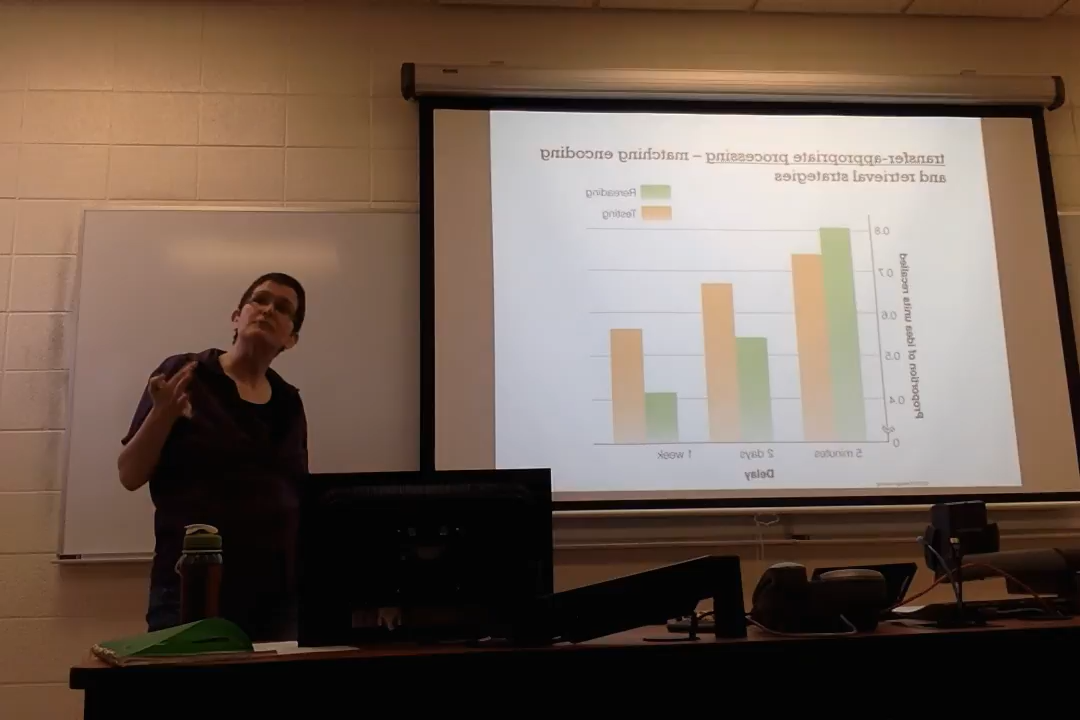 transfer-appropriate processing – matching encoding
and retrieval strategies
Rereading
Testing
Proportion of idea units recalled
0.8
0.7
0.6
0.5
0.4
0
5 minutes
2 days
1 week
Delay